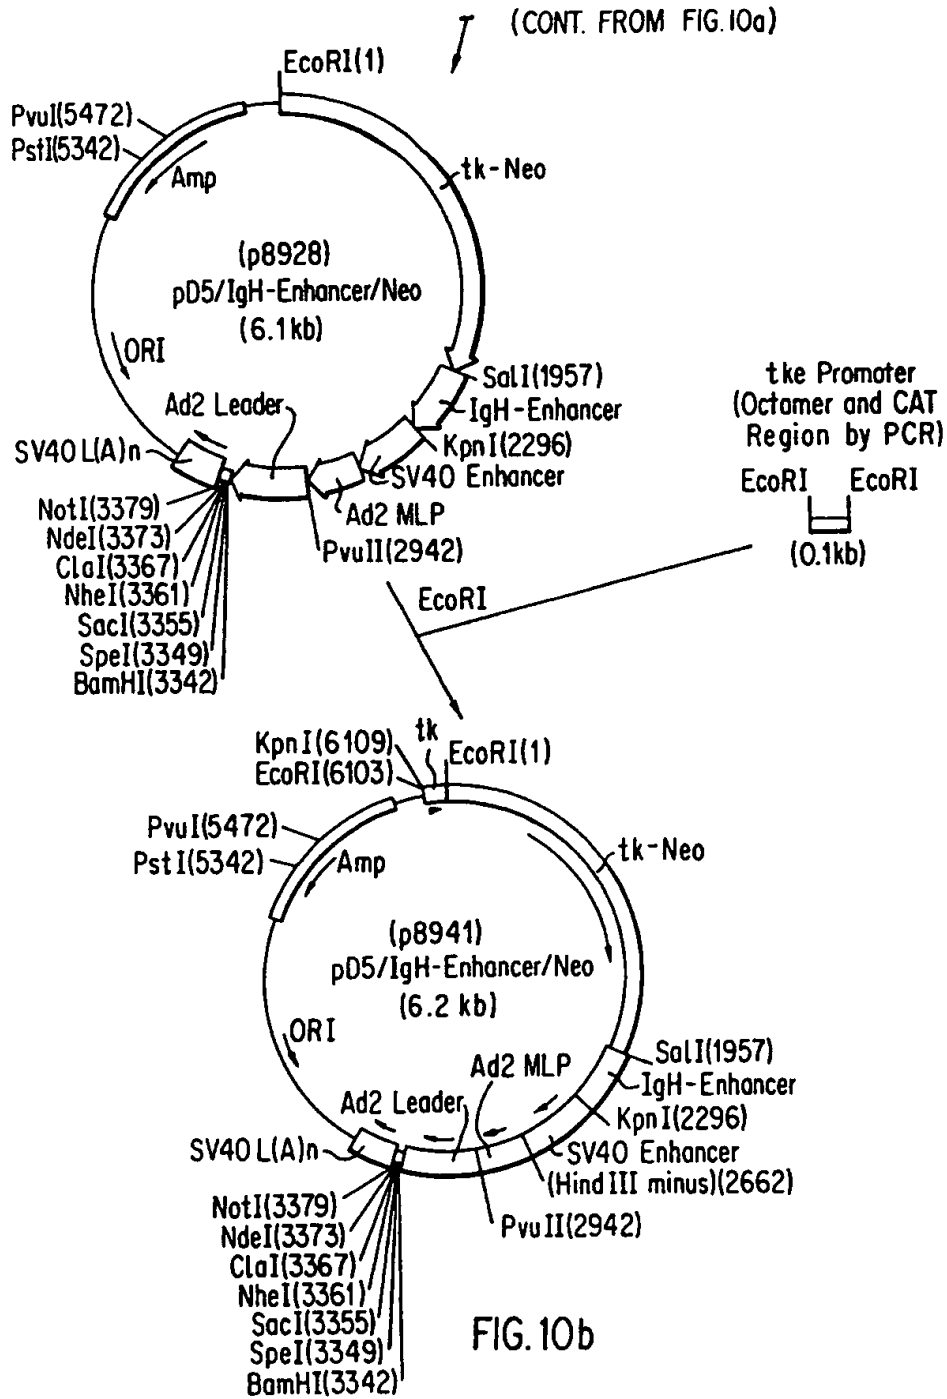 (CONT. FROM FIG.10a)
EcoRI(1)
PvuI(5472)
PstI(5342)
Amp
tk-Neo
(p8928)
pD5/IgH-Enhancer/Neo
(6.1kb)
ORI
Ad2 Leader
SV40 L(A)n
SalI(1957)
IgH-Enhancer
KpnI(2296)
SV40 Enhancer
Ad2 MLP
PvuII(2942)
NotI(3379)
NdeI(3373)
ClaI(3367)
NheI(3361)
SacI(3355)
SpeI(3349)
BamHI(3342)
tke Promoter
(Octamer and CAT
Region by PCR)
EcoRI EcoRI
(0.1kb)
EcoRI
tk
KpnI(6109)
EcoRI(6103)
EcoRI(1)
PvuI(5472)
PstI(5342)
Amp
tk-Neo
(p8941)
pD5/IgH-Enhancer/Neo
(6.2 kb)
ORI
Ad2 MLP
Ad2 Leader
SV40 L(A)n
SalI(1957)
IgH-Enhancer
KpnI(2296)
SV40 Enhancer
(Hind III minus)(2662)
PvuII(2942)
NotI(3379)
NdeI(3373)
ClaI(3367)
NheI(3361)
SacI(3355)
SpeI(3349)
BamHI(3342)
FIG. 10b